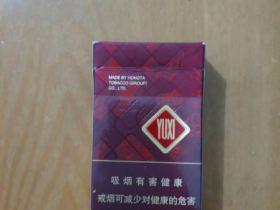 MADE BY HONGTA
TOBACCO (GROUP)
CO., LTD.
YUXI
吸烟有害健康
戒烟可减少对健康的危害